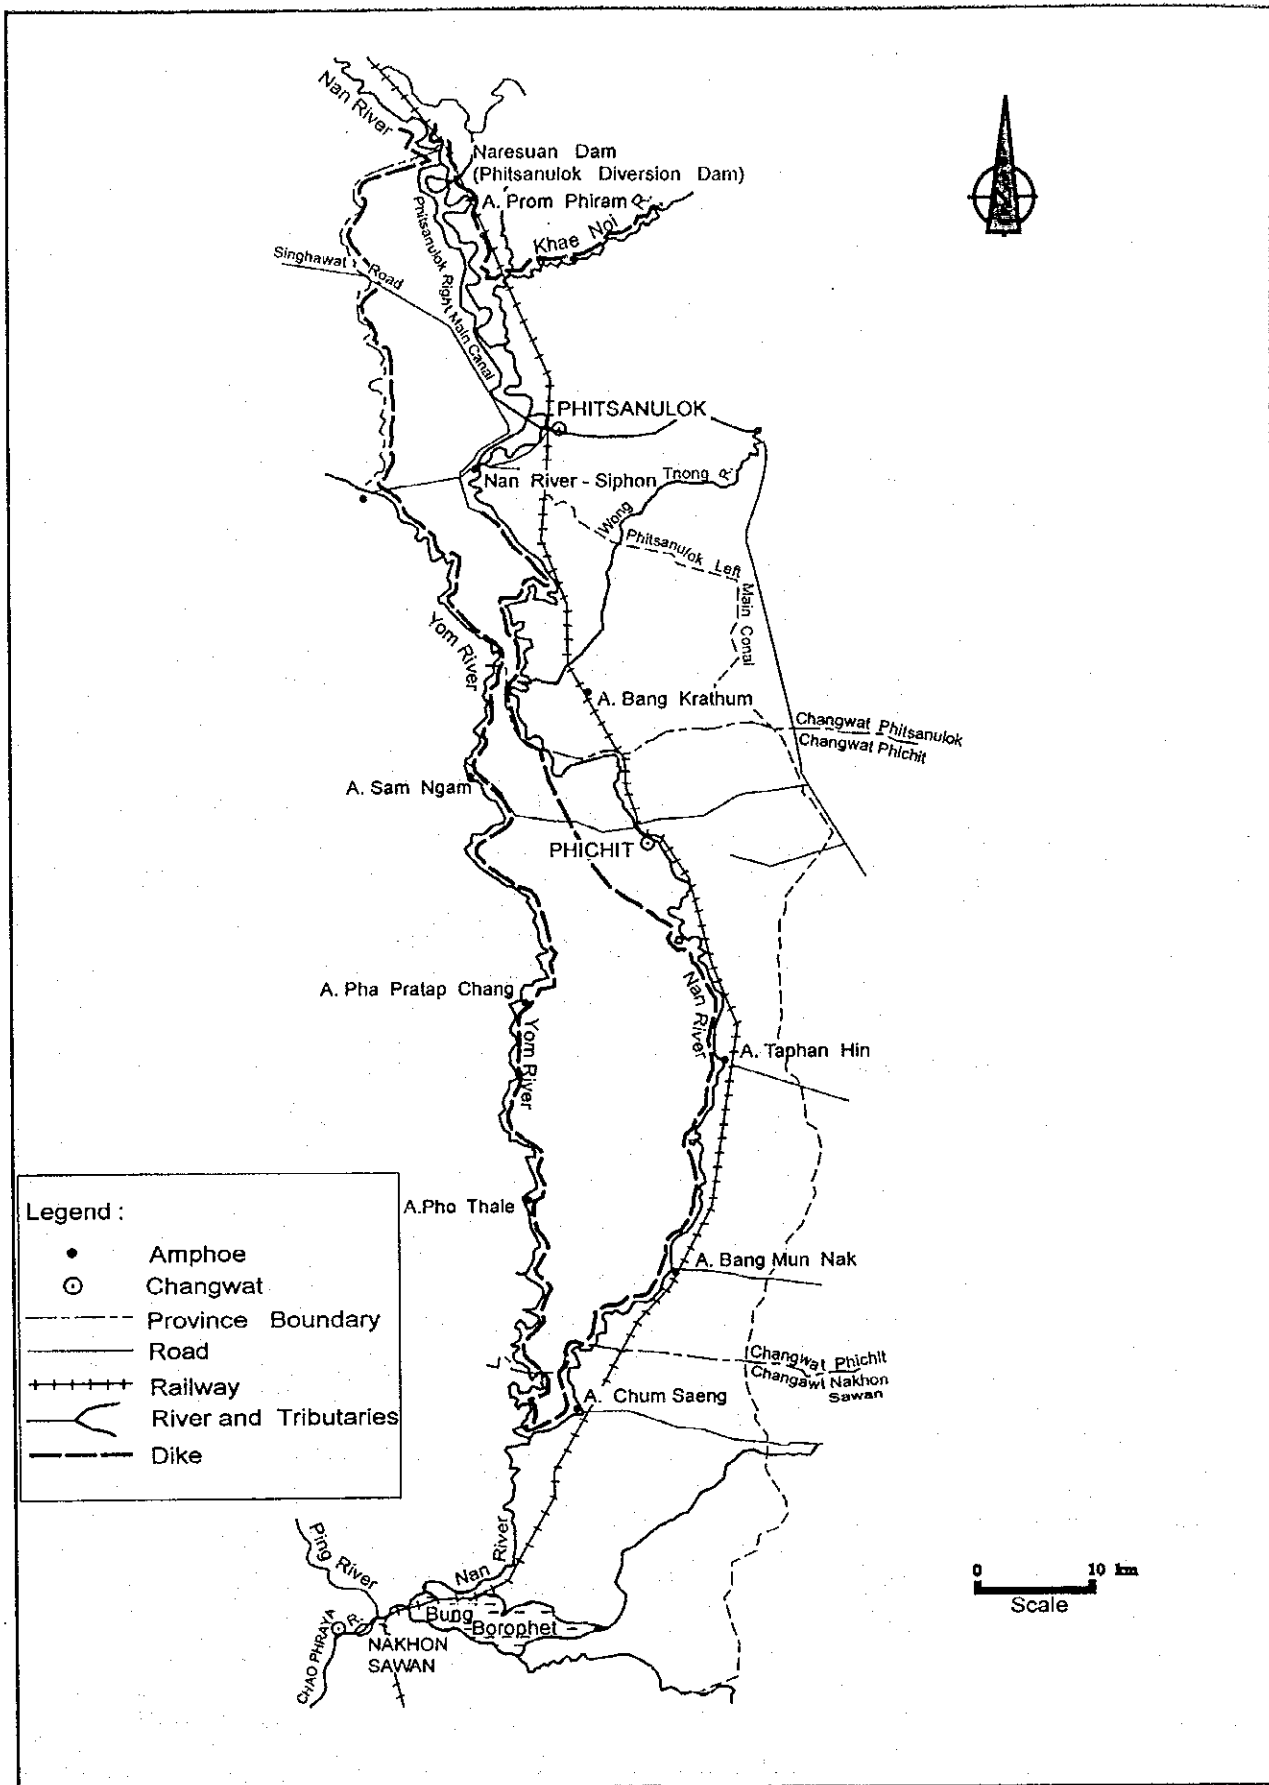 Nan River
Naresuan Dam
(Phitsanulok Diversion Dam)
A. Prom Phiram
Khae Noi R.
Phitsanulok Right Main Canal
Singhawat Road
PHITSANULOK
Nan River - Siphon
Wong Tnong R.
Phitsanulok Left Main Conal
Yom River
A. Bang Krathum
Changwat Phitsanulok
Changwat Phichit
A. Sam Ngam
PHICHIT
A. Pha Pratap Chang
Nan River
Yom River
A. Taphan Hin
A.Pho Thale
A. Bang Mun Nak
Changwat Phichit
Changawt Nakhon
Sawan
A. Chum Saeng
Legend :
Amphoe
Changwat
Province Boundary
Road
Railway
River and Tributaries
Dike
Ping River
Nan River
Bung
Borophet
CHAO PHRAYA R.
NAKHON
SAWAN
0 10 km
Scale